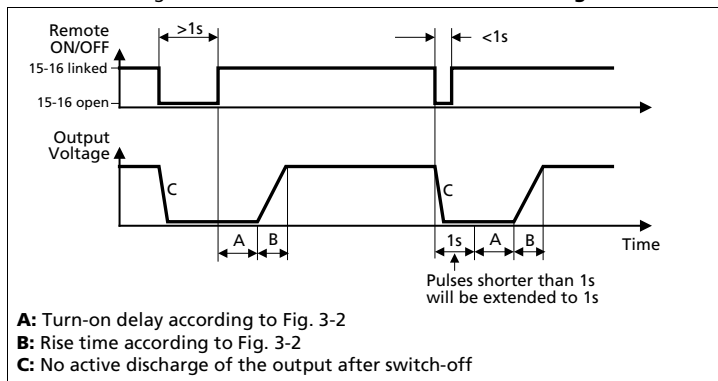 Remote
ON/OFF
>1s
<1s
15-16 linked
15-16 open
Output
Voltage
C
C
A
B
1s
A
B
Time
Pulses shorter than 1s
will be extended to 1s
A: Turn-on delay according to Fig. 3-2
B: Rise time according to Fig. 3-2
C: No active discharge of the output after switch-off